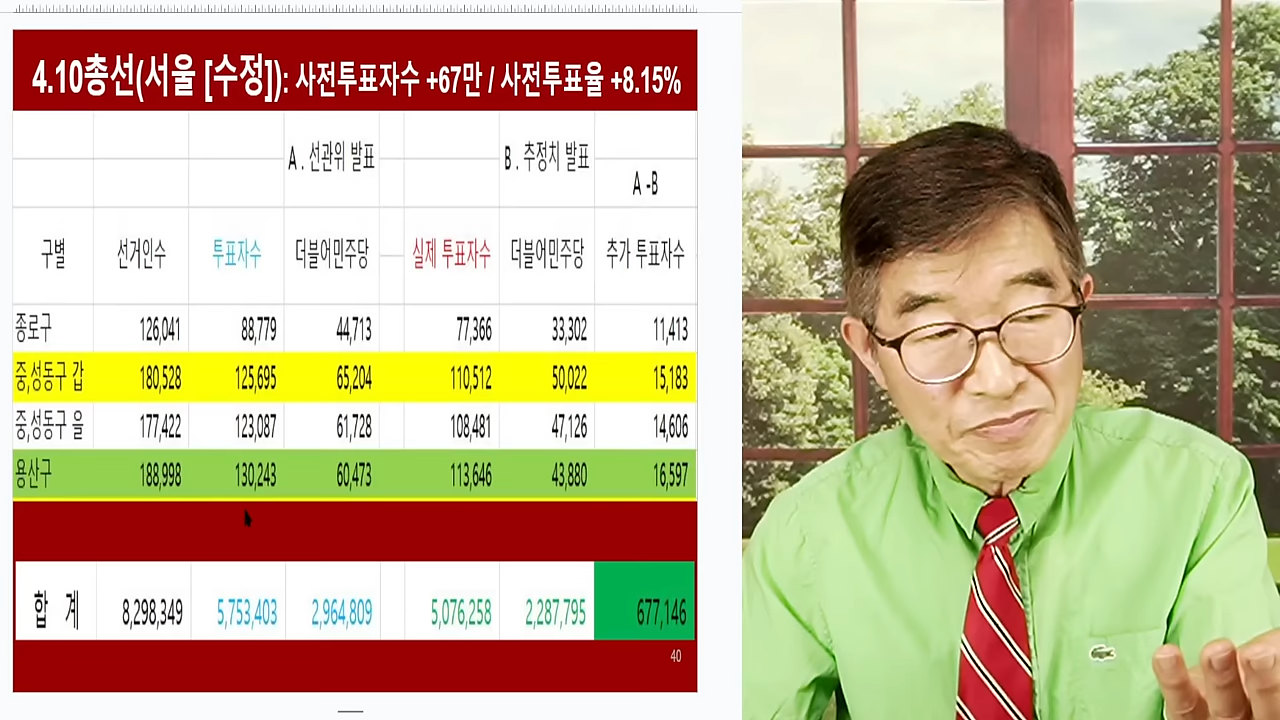 4.10총선(서울 [수정]): 사전투표자수 +67만 / 사전투표율 +8.15%
A . 선관위 발표 B . 추정치 발표 A -B
구별 선거인수 투표자수 더불어민주당 실제 투표자수 더불어민주당 추가 투표자수
종로구 126,041 88,779 44,713 77,366 33,302 11,413
중,성동구 갑 180,528 125,695 65,204 110,512 50,022 15,183
중,성동구 을 177,422 123,087 61,728 108,481 47,126 14,606
용산구 188,998 130,243 60,473 113,646 43,880 16,597
합 계 8,298,349 5,753,403 2,964,809 5,076,258 2,287,795 677,146
40